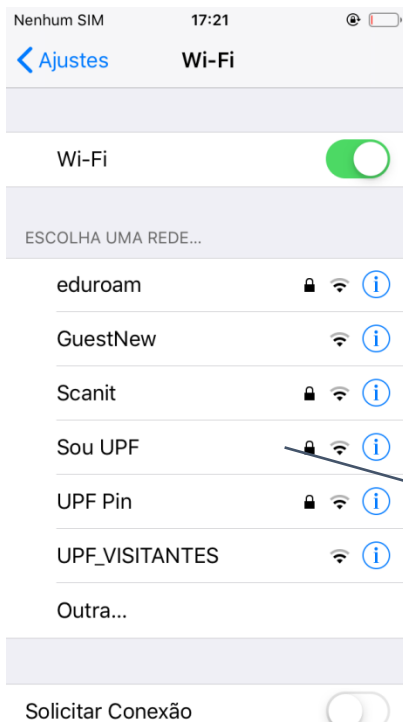 Nenhum SIM 17:21
Ajustes Wi-Fi
Wi-Fi
ESCOLHA UMA REDE...
eduroam
GuestNew
Scanit
Sou UPF
UPF Pin
UPF_VISITANTES
Outra...
Solicitar Conexão